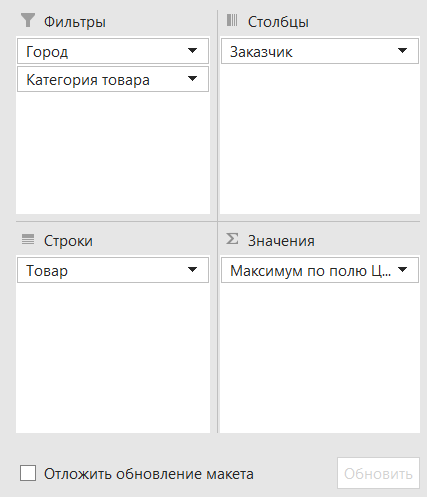 Фильтры
Столбцы
Город
Заказчик
Категория товара
Строки
Σ Значения
Товар
Максимум по полю Ц...
Отложить обновление макета
Обновить